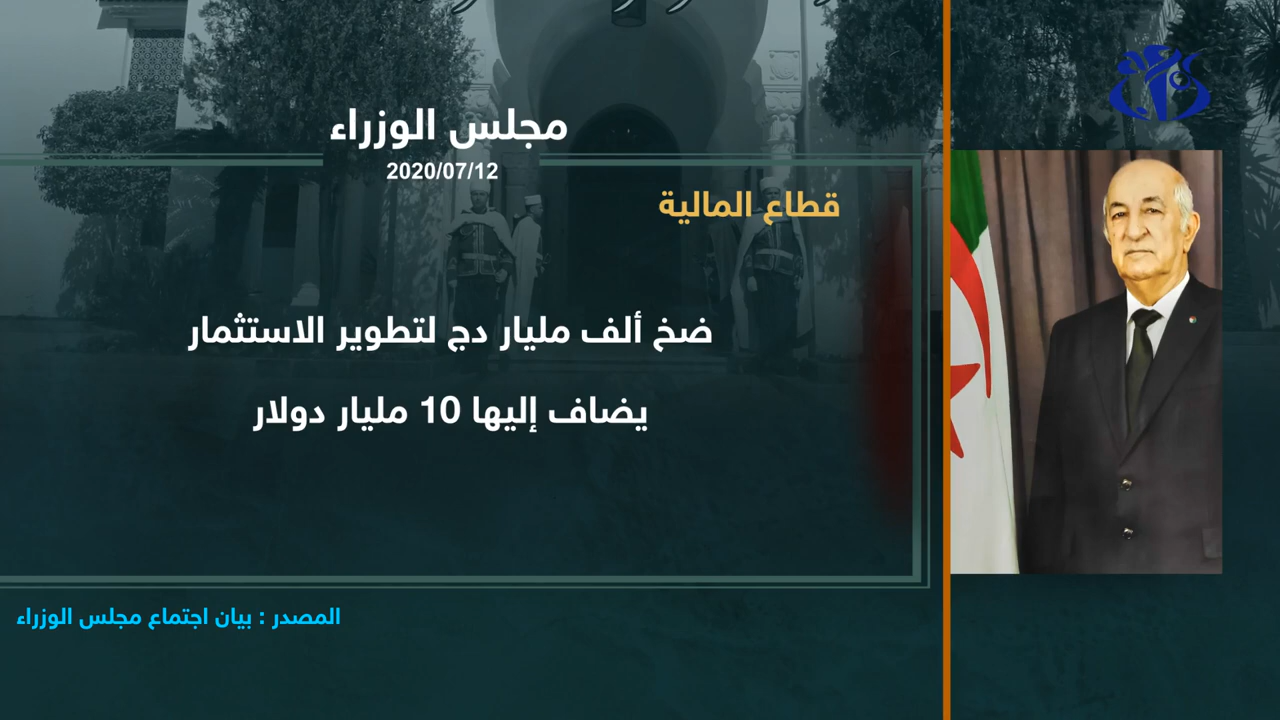 مجلس الوزراء
2020/07/12
قطاع المالية
ضخ ألف مليار دج لتطوير الاستثمار
يضاف إليها 10 مليار دولار
المصدر : بيان اجتماع مجلس الوزراء